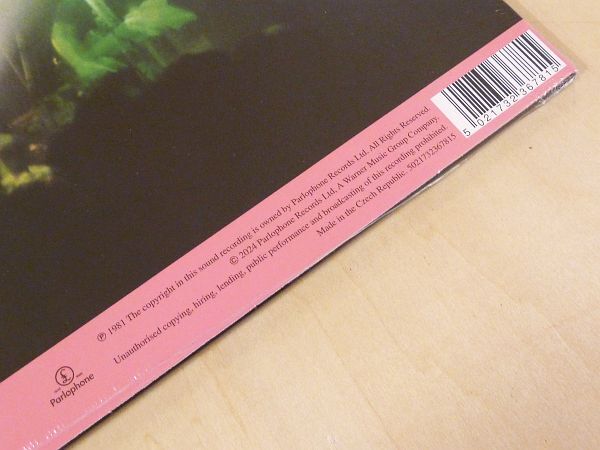 5 021732 367815
℗ 1981 The copyright in this sound recording is owned by Parlophone Records Ltd. All Rights Reserved.
© 2024 Parlophone Records Ltd, A Warner Music Group Company.
Unauthorised copying, hiring, lending, public performance and broadcasting of this recording prohibited.
Made in the Czech Republic. 5021732367815
£
Parlophone